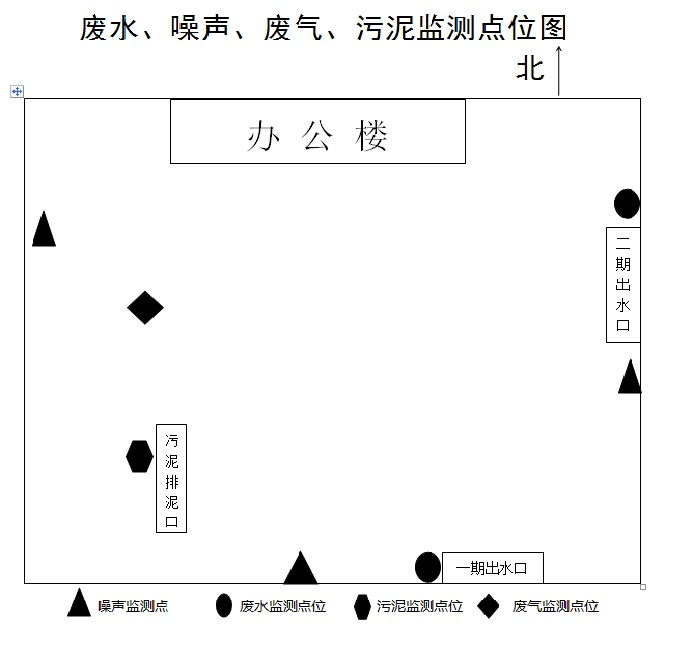 废水、噪声、废气、污泥监测点位图
北
办公楼
二期出水口
污泥排泥口
一期出水口
噪声监测点 废水监测点位 污泥监测点位 废气监测点位